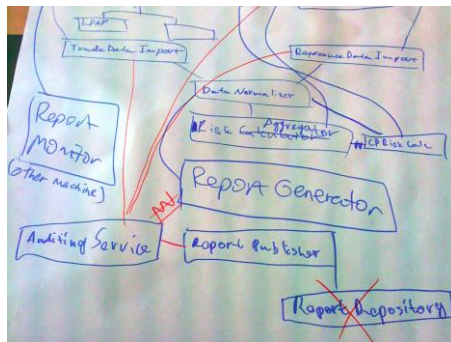 LDAP
Trade Data Import
Reference Data Import
Data Normalizer
Report
Monitor
(other machine)
Aggregator
Risk Calculator
CP Risk Calc
Report Generator
Auditing Service
Report Publisher
Report Repository